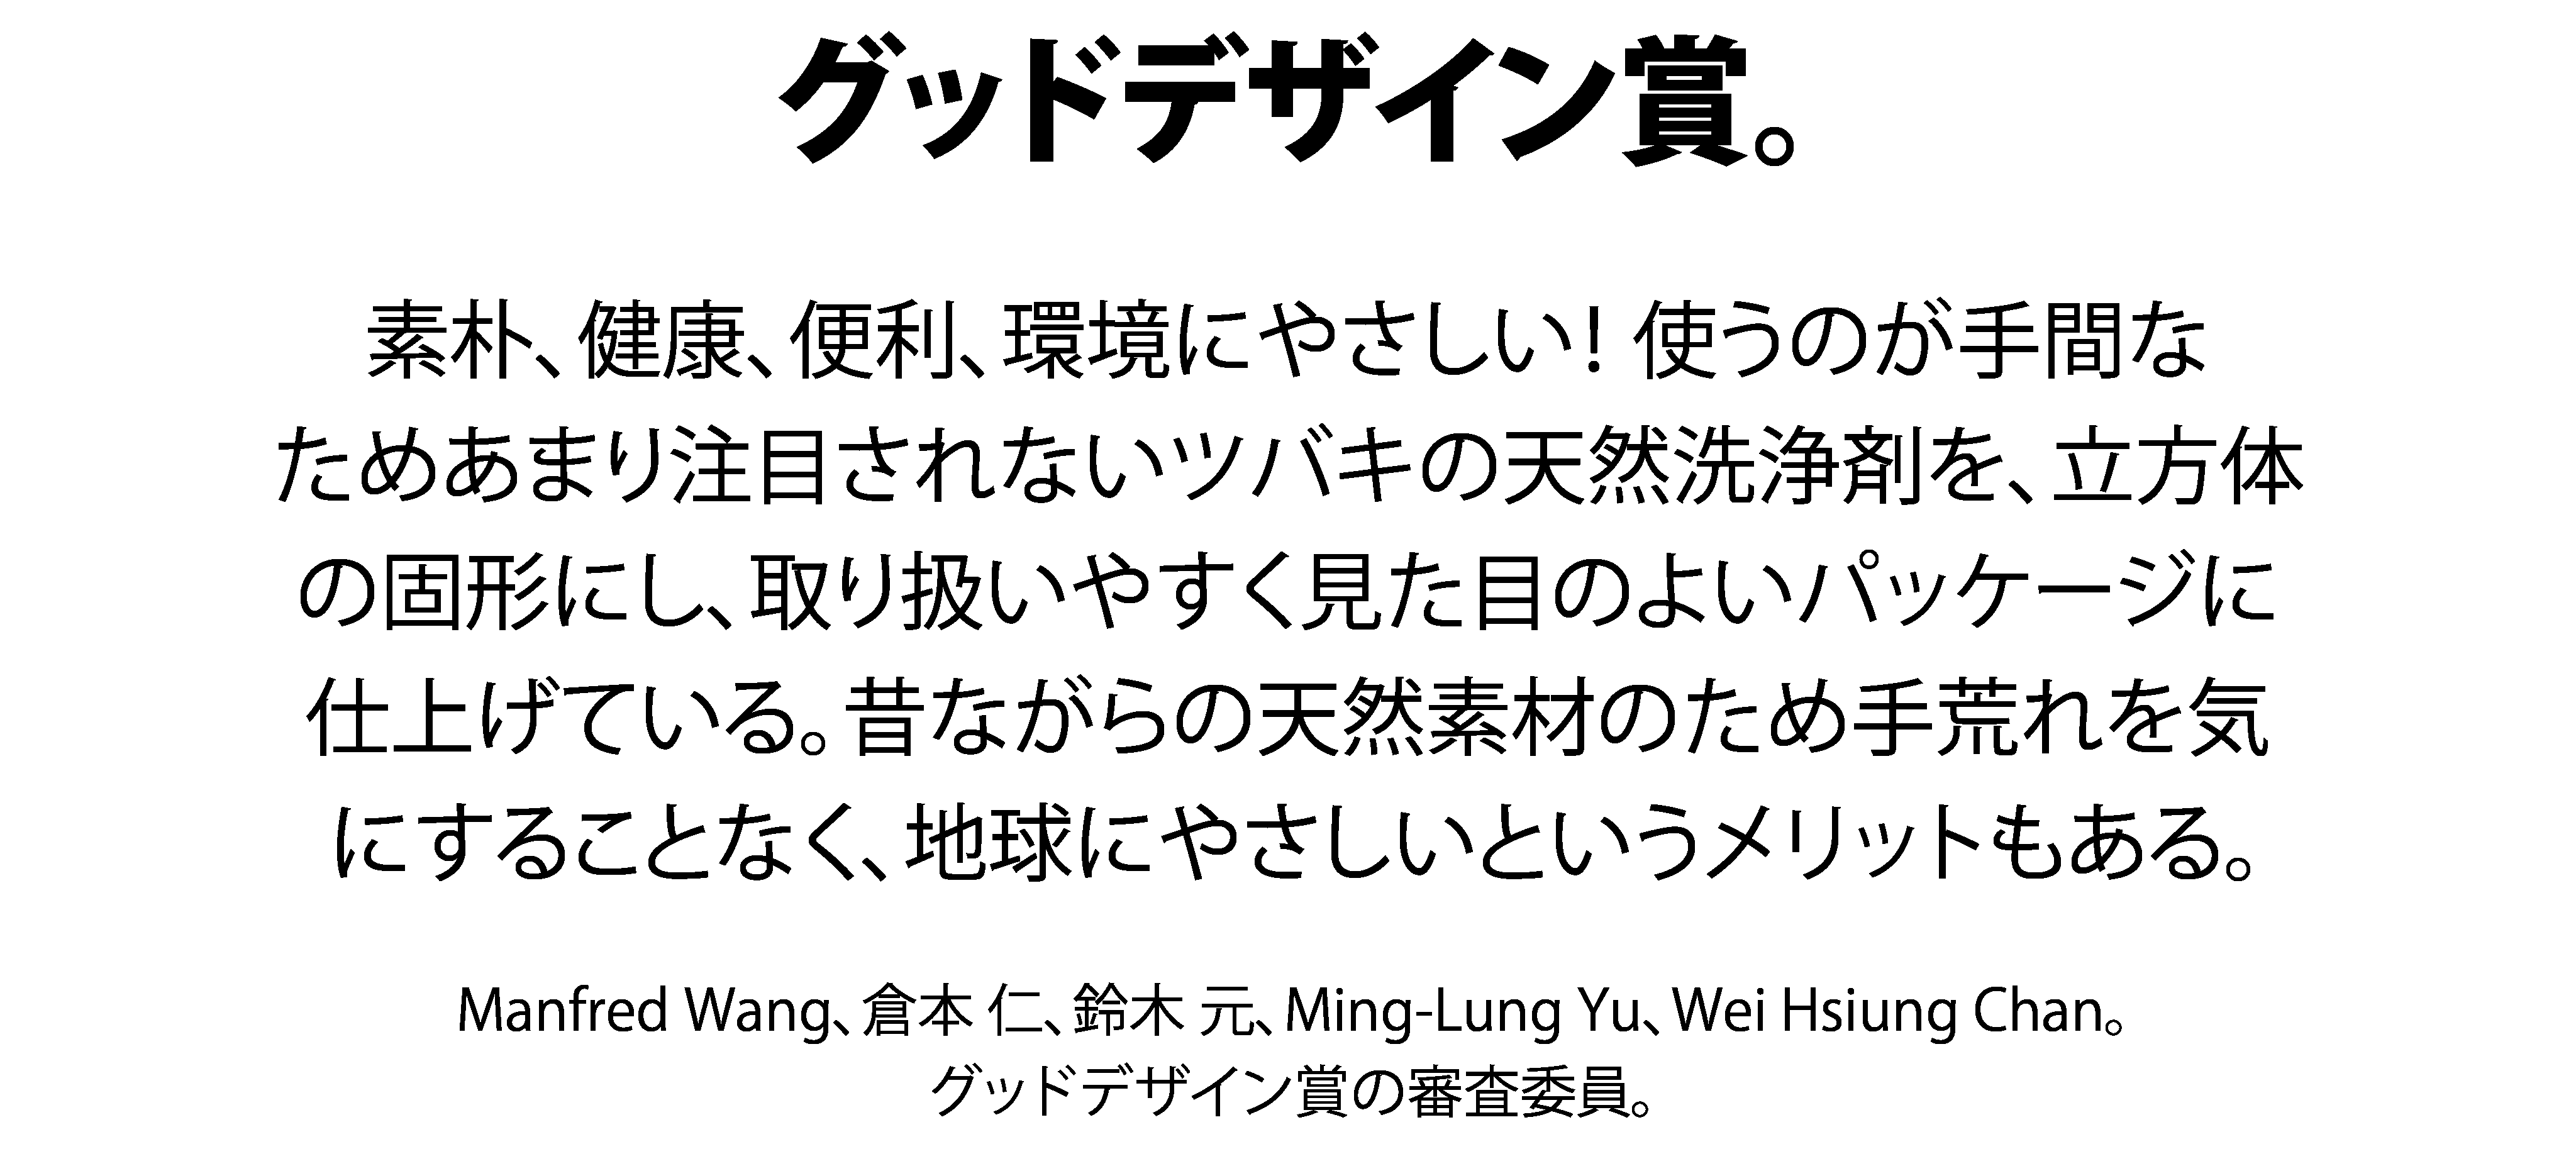 グッドデザイン賞。
素朴、健康、便利、環境にやさしい！使うのが手間な
ためあまり注目されないツバキの天然洗浄剤を、立方体
の固形にし、取り扱いやすく見た目のよいパッケージに
仕上げている。昔ながらの天然素材のため手荒れを気
にすることなく、地球にやさしいというメリットもある。
Manfred Wang、倉本 仁、鈴木 元、Ming-Lung Yu、Wei Hsiung Chan。
グッドデザイン賞の審査委員。